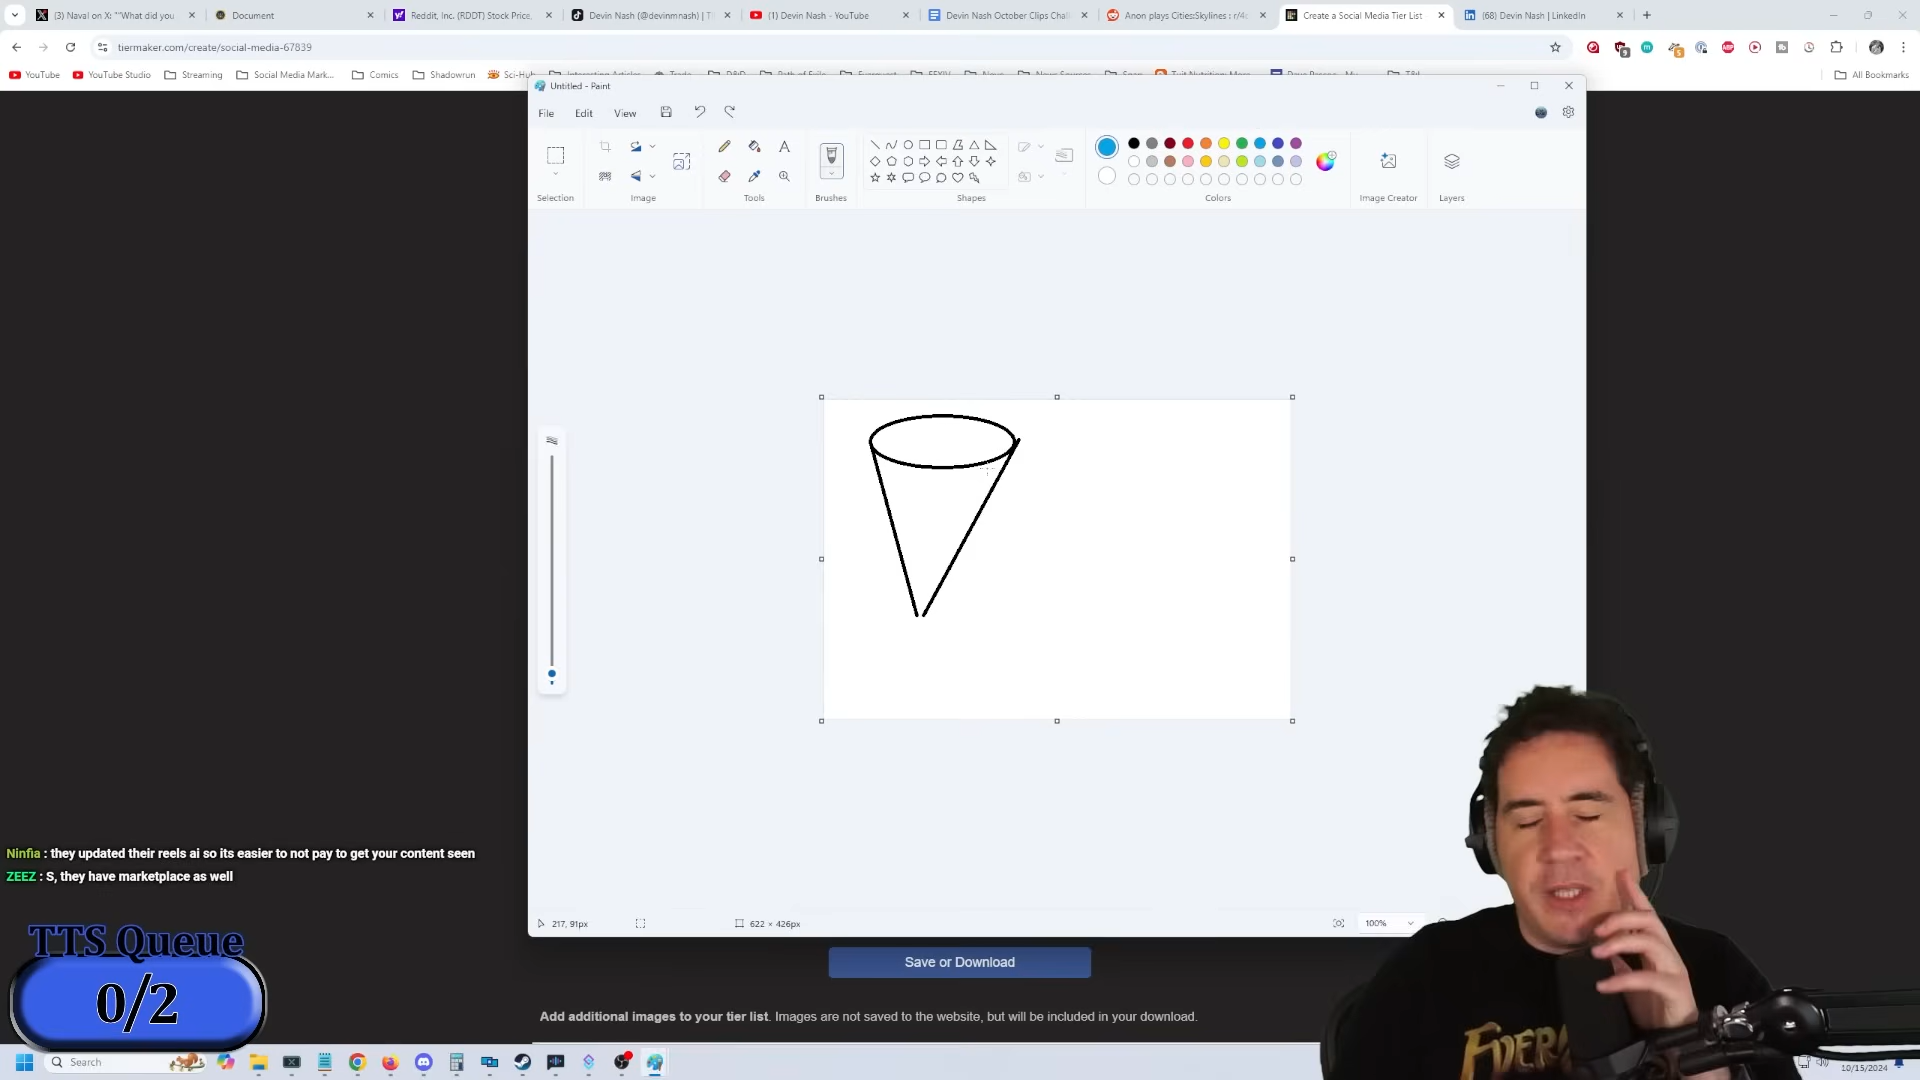 (3) Naval on X: ""What did you
Document
Reddit, Inc. (RDDT) Stock Price,
Devin Nash (@devinmnash) | T
(1) Devin Nash - YouTube
Devin Nash October Clips Chal
Anon plays Cities:Skylines : r/4c
Create a Social Media Tier List
(68) Devin Nash | LinkedIn
tiermaker.com/create/social-media-67839
YouTube
YouTube Studio
Streaming
Social Media Mark...
Comics
Shadowrun
Sci-Hub
All Bookmarks
Untitled - Paint
File
Edit
View
Selection
Image
Tools
Brushes
Shapes
Colors
Image Creator
Layers
217, 91px
622 × 426px
100%
Ninfia : they updated their reels ai so its easier to not pay to get your content seen
ZEEZ : S, they have marketplace as well
TTS Queue
0/2
Save or Download
Add additional images to your tier list. Images are not saved to the website, but will be included in your download.
Search
10/15/2024